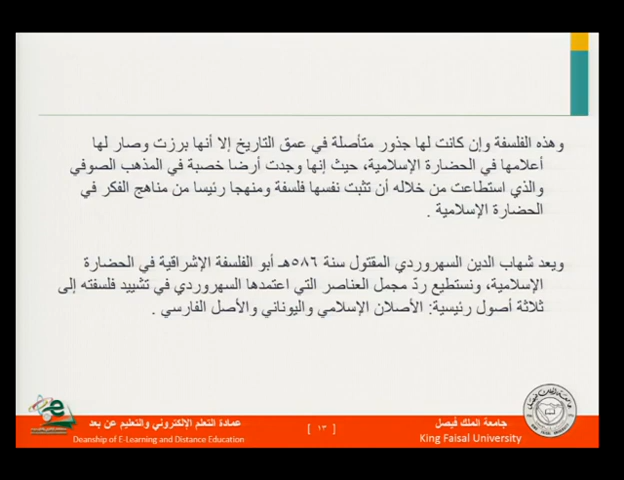 وهذه الفلسفة وإن كانت لها جذور متأصلة في عمق التاريخ إلا أنها برزت وصار لها
أعلامها في الحضارة الإسلامية، حيث إنها وجدت أرضا خصبة في المذهب الصوفي
والذي استطاعت من خلاله أن تثبت نفسها فلسفة ومنهجا رئيسا من مناهج الفكر في
الحضارة الإسلامية .
ويعد شهاب الدين السهروردي المقتول سنة ٥٨٦هـ أبو الفلسفة الإشراقية في الحضارة
الإسلامية، ونستطيع ردّ مجمل العناصر التي اعتمدها السهروردي في تشييد فلسفته إلى
ثلاثة أصول رئيسية: الأصلان الإسلامي واليوناني والأصل الفارسي .
جامعة الملك فيصل
King Faisal University
[ ١٣ ]
عمادة التعلم الإلكتروني والتعليم عن بعد
Deanship of E-Learning and Distance Education